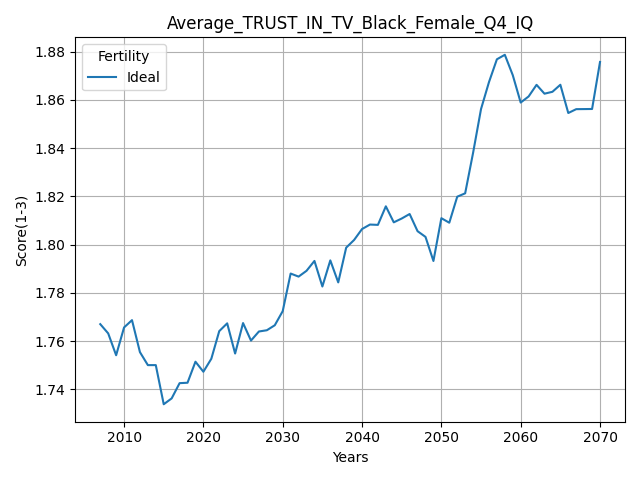 Average_TRUST_IN_TV_Black_Female_Q4_IQ
Fertility
Ideal
Score(1-3)
1.88
1.86
1.84
1.82
1.80
1.78
1.76
1.74
2010 2020 2030 2040 2050 2060 2070
Years